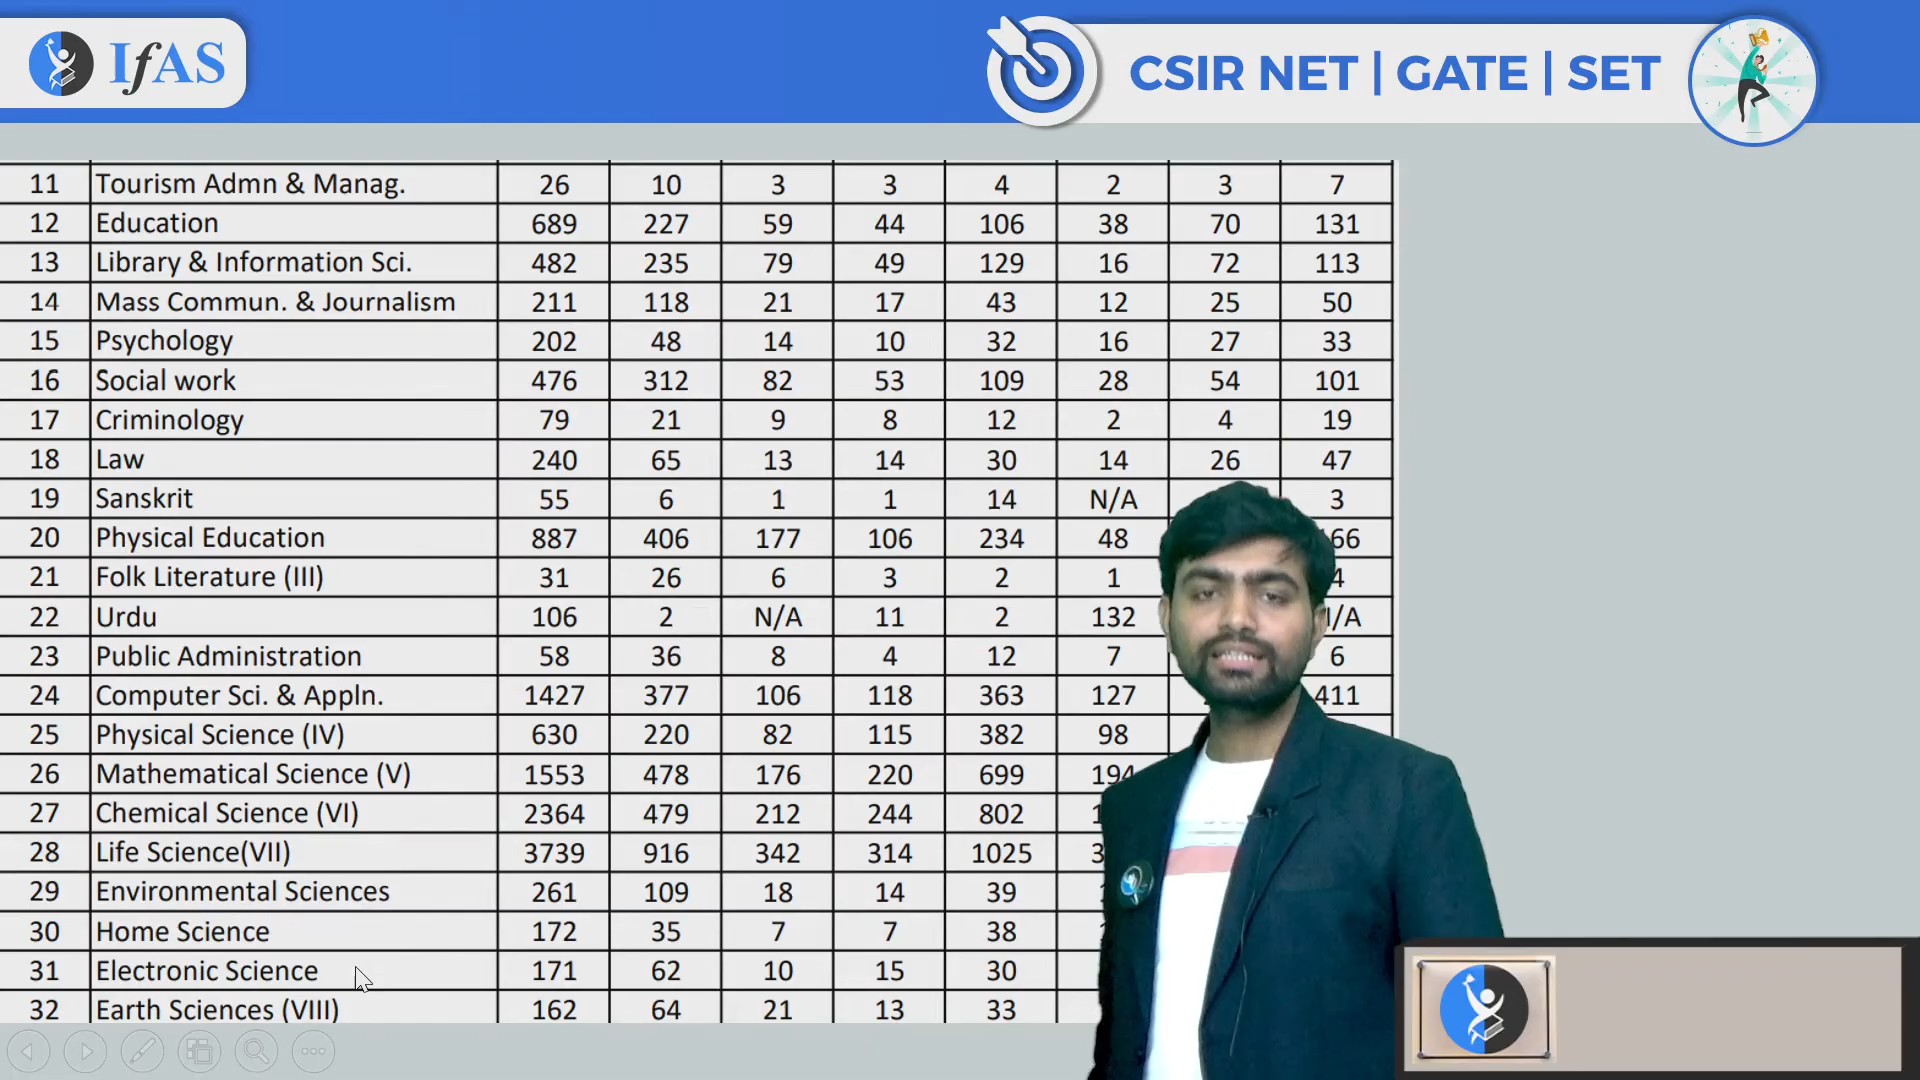 IfAS
CSIR NET | GATE | SET
11 Tourism Admn & Manag. 26 10 3 3 4 2 3 7
12 Education 689 227 59 44 106 38 70 131
13 Library & Information Sci. 482 235 79 49 129 16 72 113
14 Mass Commun. & Journalism 211 118 21 17 43 12 25 50
15 Psychology 202 48 14 10 32 16 27 33
16 Social work 476 312 82 53 109 28 54 101
17 Criminology 79 21 9 8 12 2 4 19
18 Law 240 65 13 14 30 14 26 47
19 Sanskrit 55 6 1 1 14 N/A 3
20 Physical Education 887 406 177 106 234 48
21 Folk Literature (III) 31 26 6 3 2 1 4
22 Urdu 106 2 N/A 11 2 132
23 Public Administration 58 36 8 4 12 7 6
24 Computer Sci. & Appln. 1427 377 106 118 363 127 411
25 Physical Science (IV) 630 220 82 115 382 98
26 Mathematical Science (V) 1553 478 176 220 699 194
27 Chemical Science (VI) 2364 479 212 244 802
28 Life Science(VII) 3739 916 342 314 1025
29 Environmental Sciences 261 109 18 14 39
30 Home Science 172 35 7 7 38
31 Electronic Science 171 62 10 15 30
32 Earth Sciences (VIII) 162 64 21 13 33